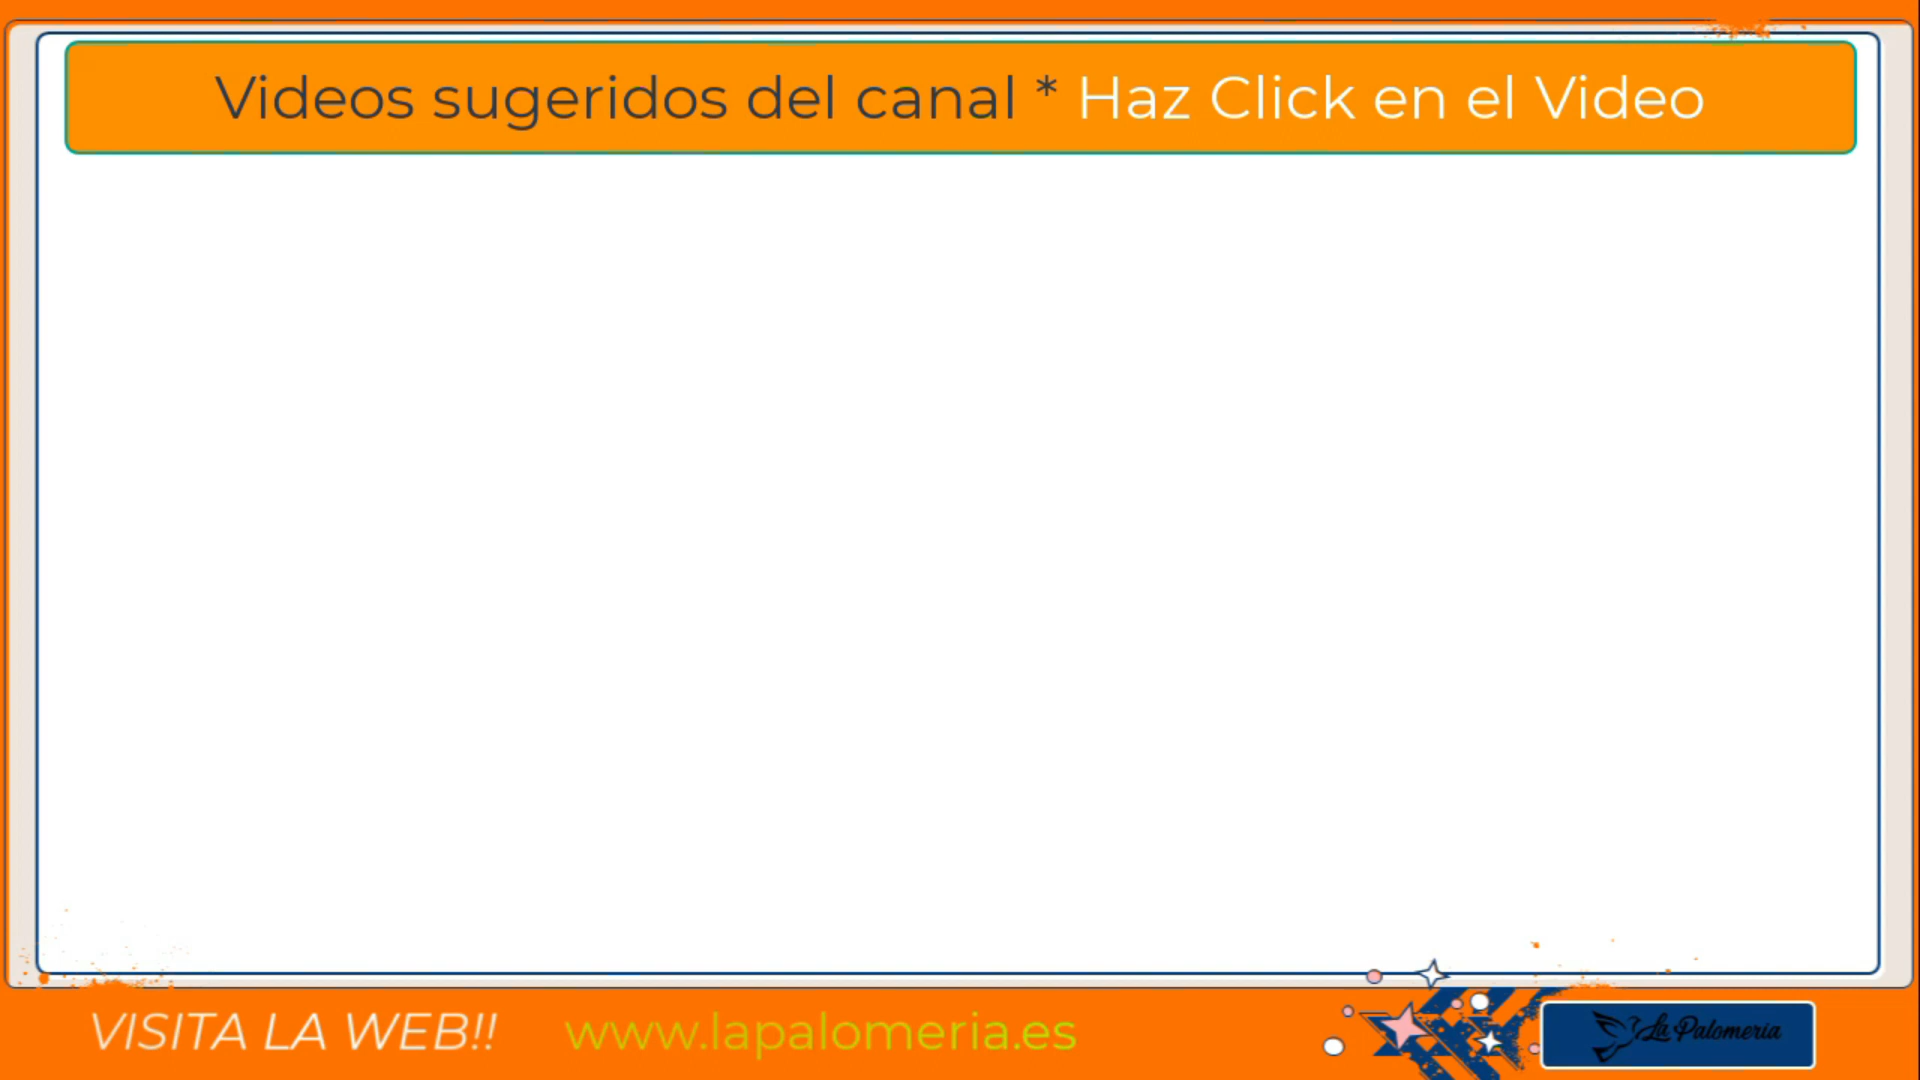 Videos sugeridos del canal * Haz Click en el Video
VISITA LA WEB!! www.lapalomeria.es
La Palomeria